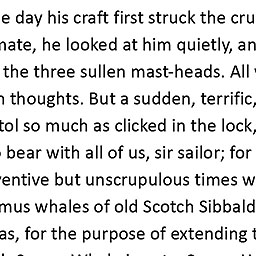 e day his craft first struck the cru
mate, he looked at him quietly, an
the three sullen mast-heads. All
thoughts. But a sudden, terrific,
tol so much as clicked in the lock,
bear with all of us, sir sailor; for
ventive but unscrupulous times w
mus whales of old Scotch Sibbald
as, for the purpose of extending t